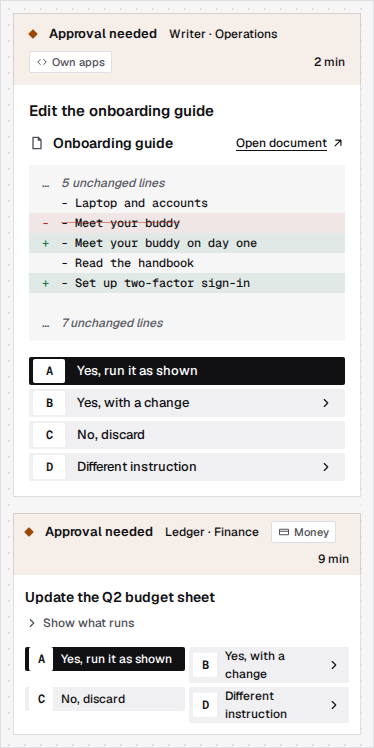 Approval needed Writer · Operations
Own apps 2 min
Edit the onboarding guide
Onboarding guide Open document
… 5 unchanged lines
- Laptop and accounts
- - Meet your buddy
+ - Meet your buddy on day one
- Read the handbook
+ - Set up two-factor sign-in
… 7 unchanged lines
A Yes, run it as shown
B Yes, with a change
C No, discard
D Different instruction
Approval needed Ledger · Finance Money
9 min
Update the Q2 budget sheet
Show what runs
A Yes, run it as shown
B Yes, with a
change
C No, discard
D Different
instruction